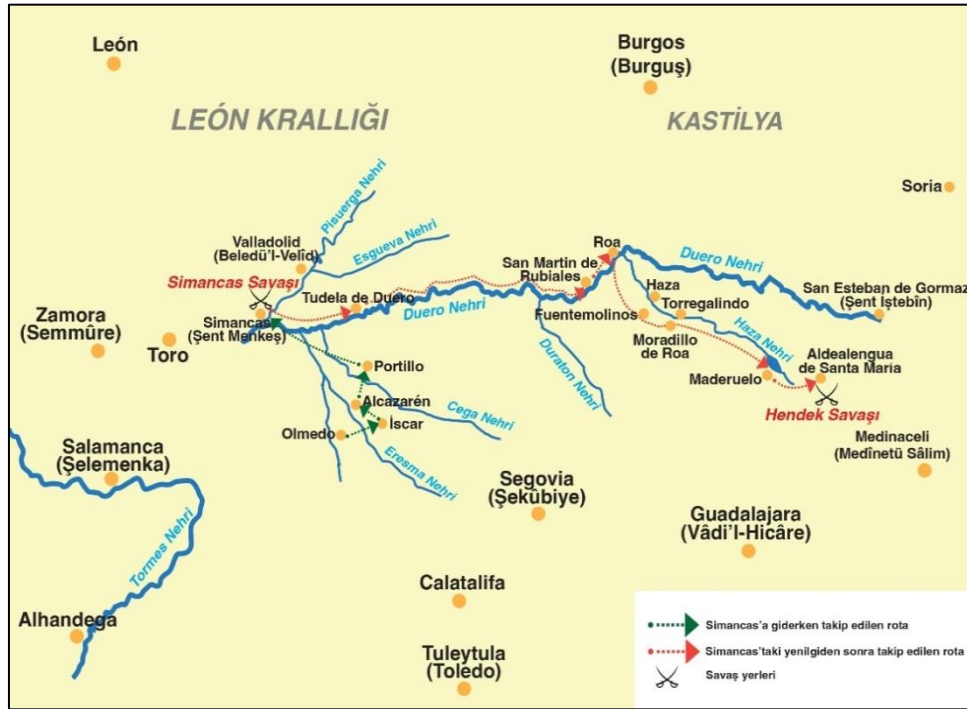 León
Burgos
(Burguş)
LEÓN KRALLIĞI
KASTİLYA
Soria
Pisuerga Nehri
Valladolid
(Beledü'l-Velîd)
Esgueva Nehri
Simancas Savaşı
Simancas
(Şent Menkeş)
Tudela de Duero
Duero Nehri
San Martin de
Rubiales
Roa
Duero Nehri
Haza
Torregalindo
Fuentemolinos
Moradillo
de Roa
Haza Nehri
San Esteban de Gormaz
(Şent İştebîn)
Zamora
(Semmûre)
Toro
Portillo
Alcazarén
İscar
Olmedo
Cega Nehri
Eresma Nehri
Duraton Nehri
Maderuelo
Aldealengua
de Santa Maria
Hendek Savaşı
Medinaceli
(Medînetü Sâlim)
Salamanca
(Şelemenka)
Segovia
(Şekûbiye)
Guadalajara
(Vâdi'l-Hicâre)
Tormes Nehri
Calatalifa
Alhandega
Tuleytula
(Toledo)
Simancas'a giderken takip edilen rota
Simancas'taki yenilgiden sonra takip edilen rota
Savaş yerleri